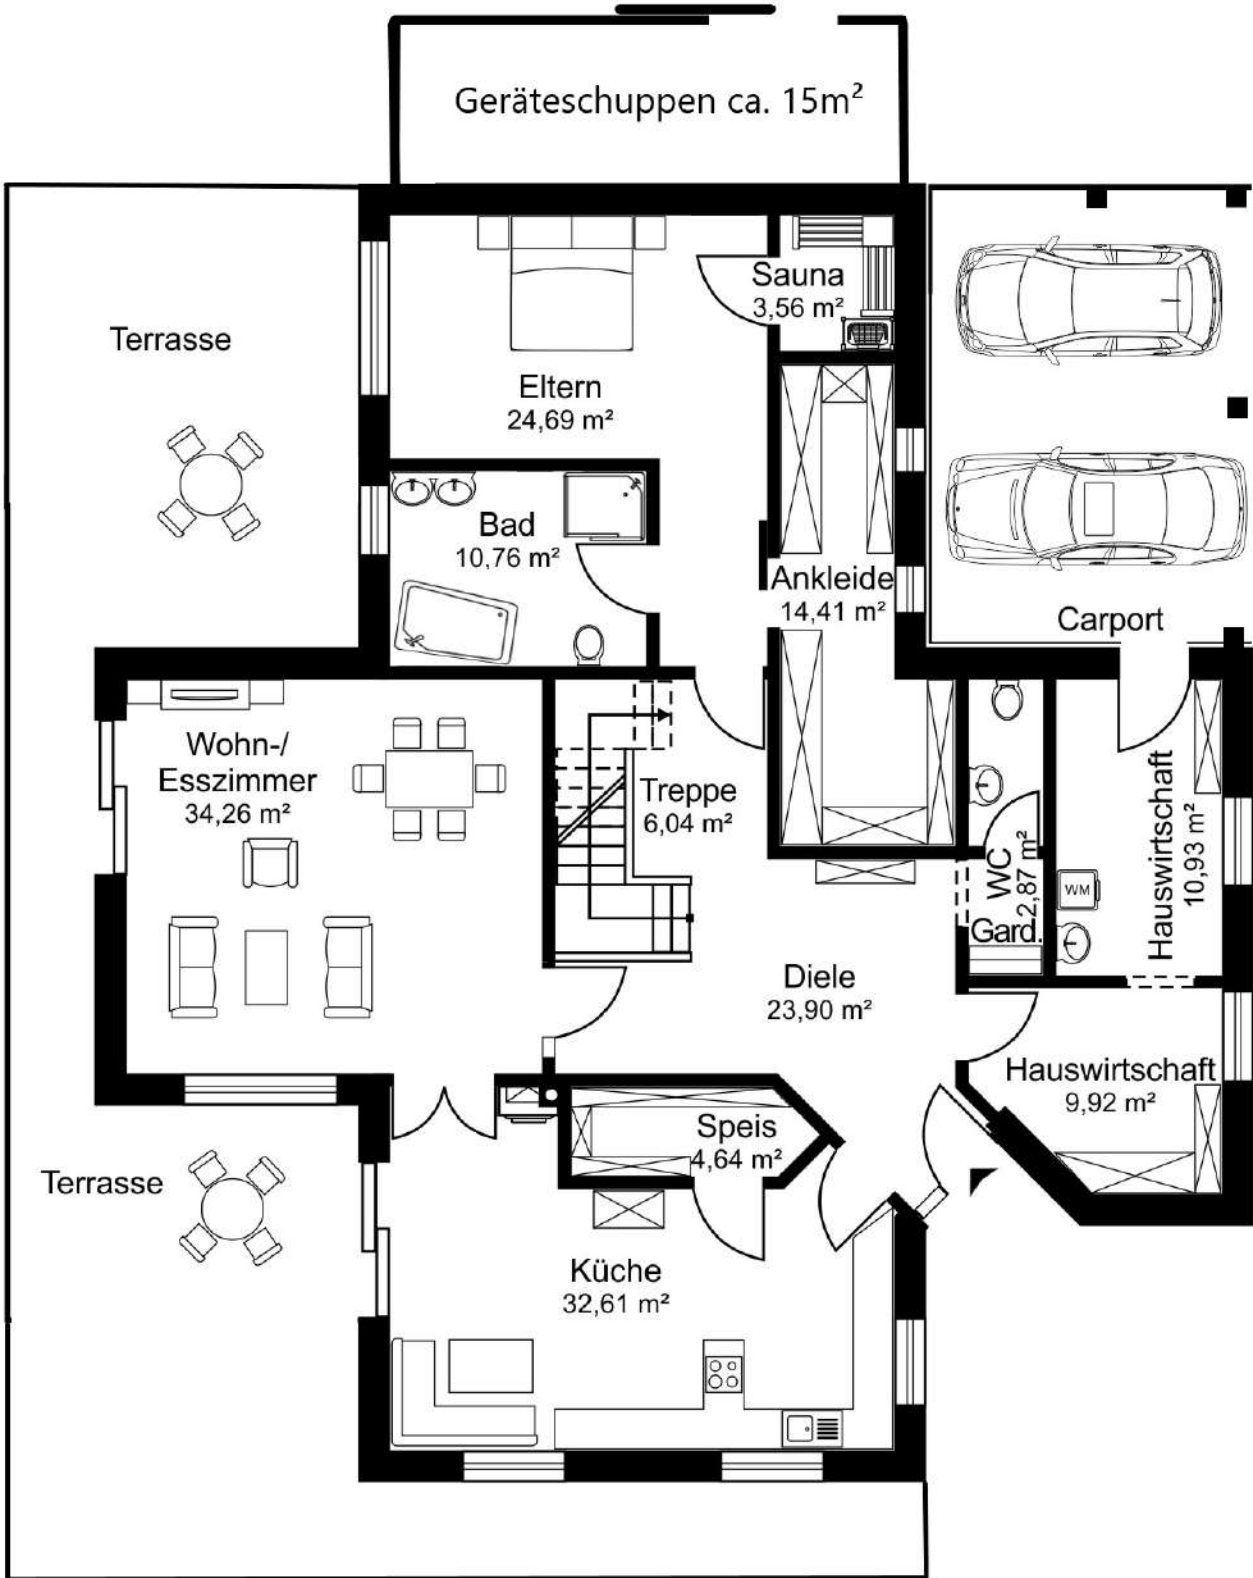 Geräteschuppen ca. 15m²
Terrasse
Sauna
3,56 m²
Eltern
24,69 m²
Bad
10,76 m²
Ankleide
14,41 m²
Carport
Wohn-/
Esszimmer
34,26 m²
Treppe
6,04 m²
WC
2,87 m²
Gard.
WM
Hauswirtschaft
10,93 m²
Diele
23,90 m²
Hauswirtschaft
9,92 m²
Speis
4,64 m²
Terrasse
Küche
32,61 m²